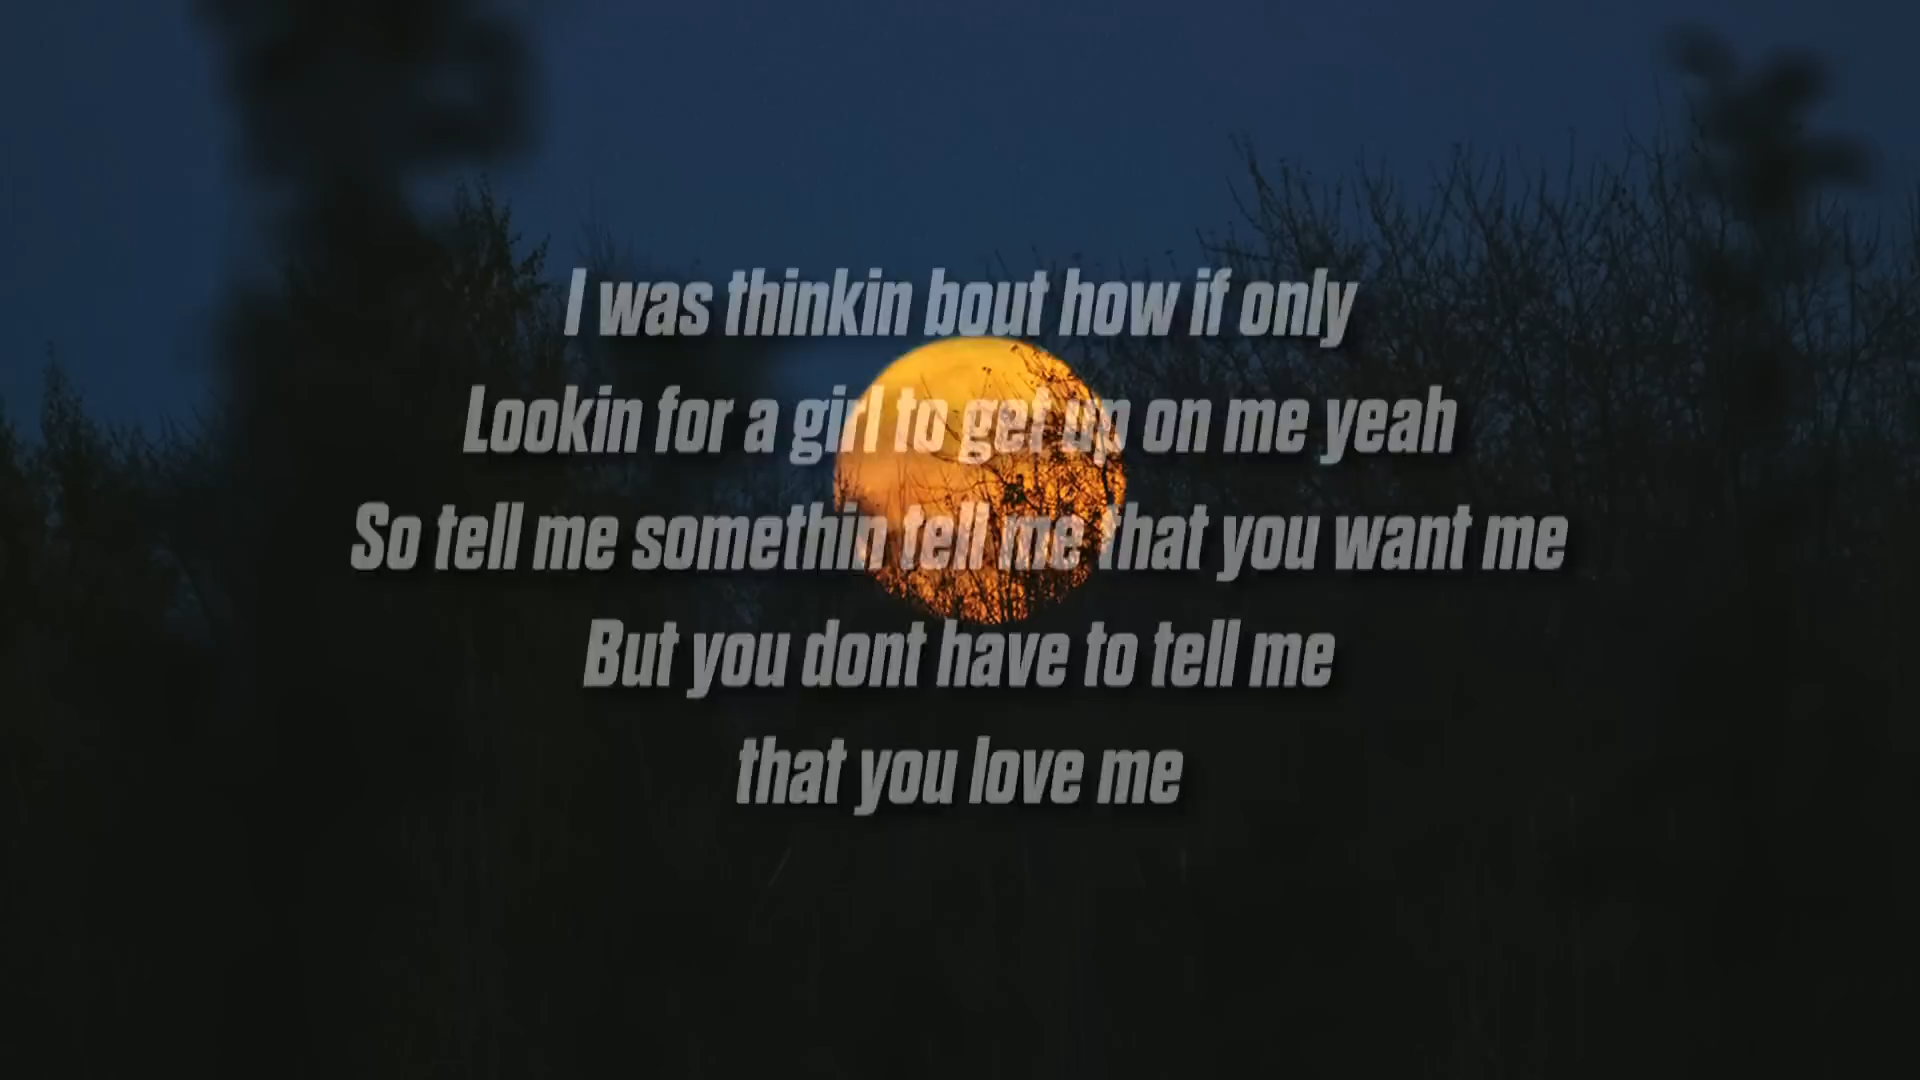 I was thinkin bout how if only
Lookin for a girl to get up on me yeah
So tell me somethin tell me that you want me
But you dont have to tell me
that you love me